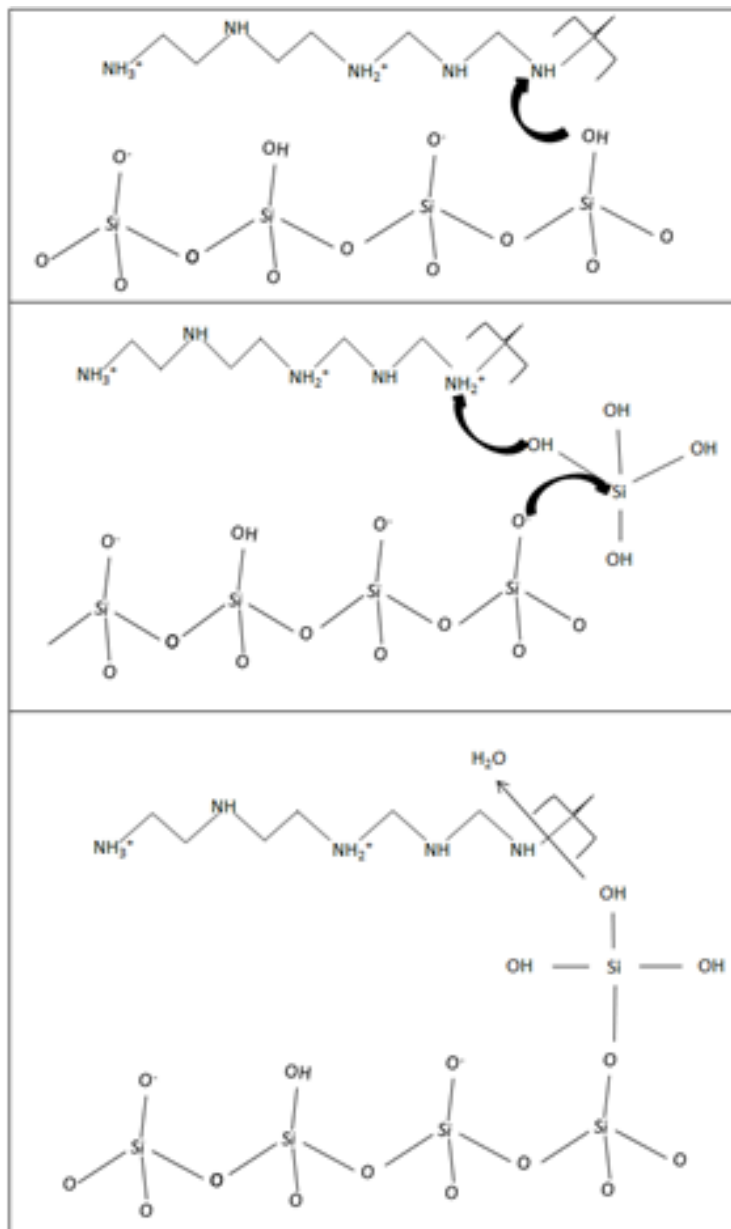 NH
NH₃⁺ NH₂⁺ NH NH
O⁻ OH O⁻ OH
Si Si Si Si
O O O O O
O O O O
NH
NH₃⁺ NH₂⁺ NH NH₂⁺
OH
OH OH
Si
O⁻ OH O⁻ O⁻ OH
Si Si Si Si
O O O O
O O O O
H₂O
NH
NH₃⁺ NH₂⁺ NH NH
OH
OH Si OH
O⁻ OH O⁻ O
Si Si Si Si
O O O O O
O O O O